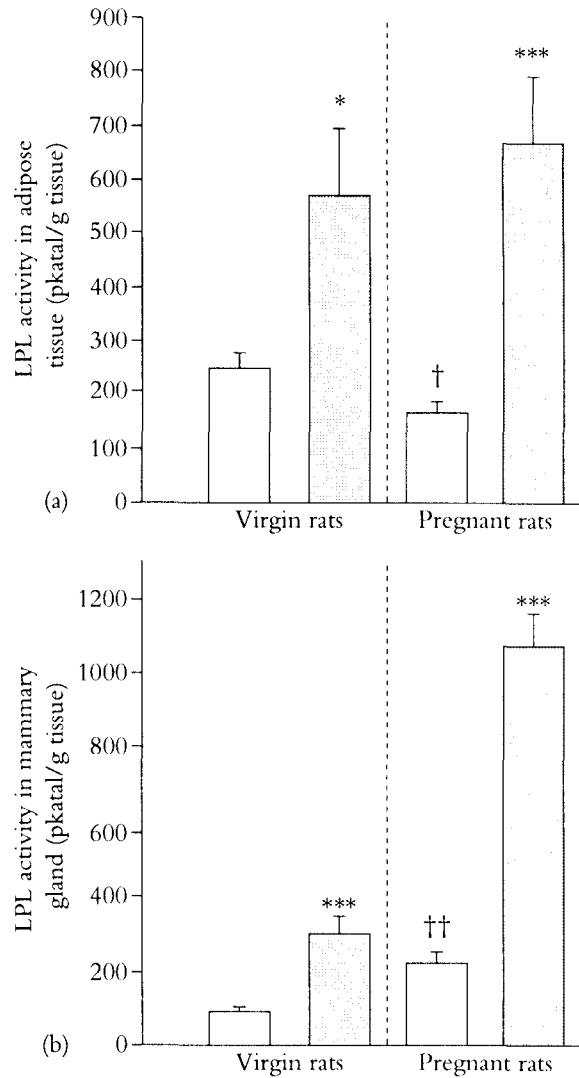 900
800
700
600
500
400
300
200
100
0
LPL activity in adipose
tissue (pkatal/g tissue)
*
†
***
(a)
Virgin rats
Pregnant rats
1200
1000
800
600
400
200
0
LPL activity in mammary
gland (pkatal/g tissue)
***
††
***
(b)
Virgin rats
Pregnant rats